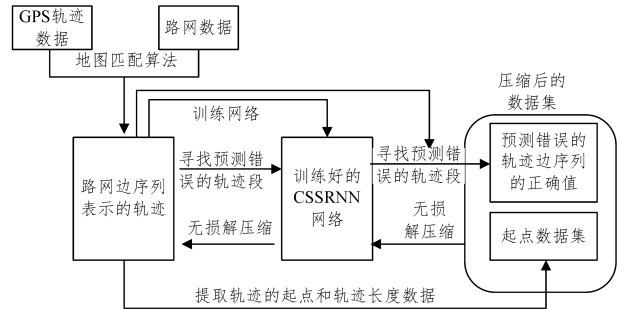 GPS轨迹
数据
路网数据
地图匹配算法
压缩后的
数据集
训练网络
路网边序列
表示的轨迹
寻找预测错
误的轨迹段
无损解压缩
训练好的
CSSRNN
网络
寻找预测错
误的轨迹段
无损
解压缩
预测错误的
轨迹边序列
的正确值
起点数据集
提取轨迹的起点和轨迹长度数据